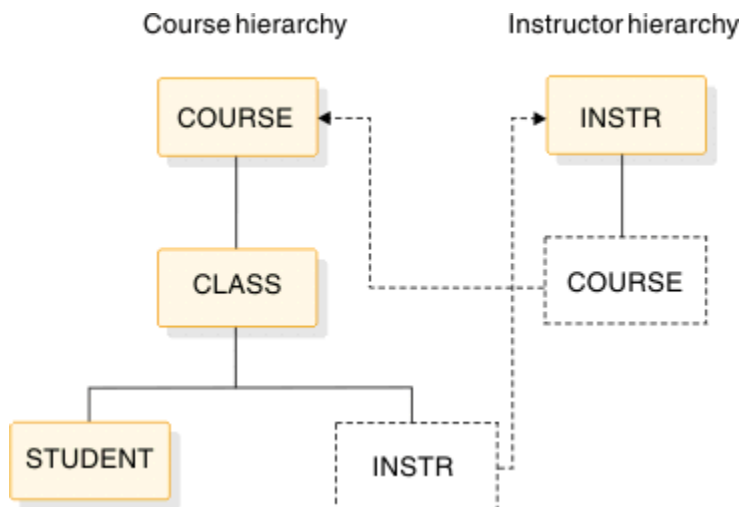 Course hierarchy
Instructor hierarchy
COURSE
INSTR
CLASS
COURSE
STUDENT
INSTR